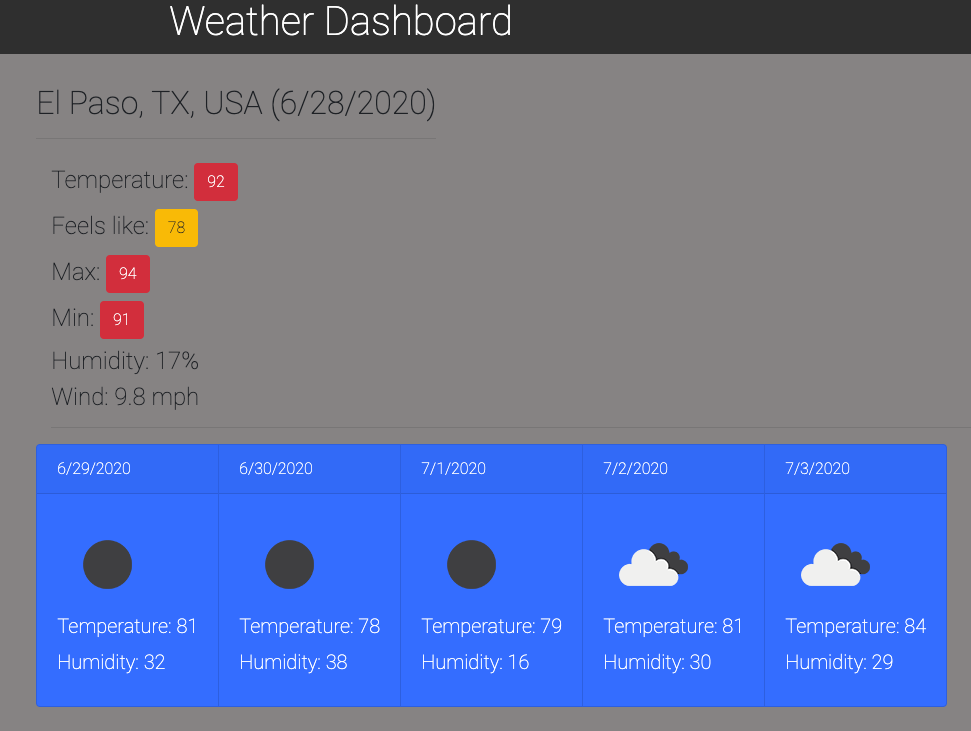 Weather Dashboard
El Paso, TX, USA (6/28/2020)
Temperature: 92
Feels like: 78
Max: 94
Min: 91
Humidity: 17%
Wind: 9.8 mph
6/29/2020
Temperature: 81
Humidity: 32
6/30/2020
Temperature: 78
Humidity: 38
7/1/2020
Temperature: 79
Humidity: 16
7/2/2020
Temperature: 81
Humidity: 30
7/3/2020
Temperature: 84
Humidity: 29